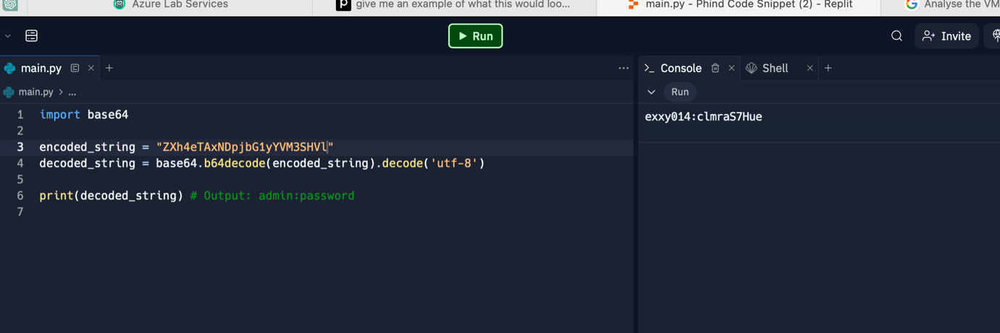 Azure Lab Services
give me an example of what this would loo...
main.py - Phind Code Snippet (2) - Replit
Analyse the VM
Run
Invite
main.py
Console
Shell
main.py > ...
Run
1 import base64
2
3 encoded_string = "ZXh4eTAxNDpjbG1yYVM3SHVl"
4 decoded_string = base64.b64decode(encoded_string).decode('utf-8')
5
6 print(decoded_string) # Output: admin:password
7
exxy014:clmraS7Hue